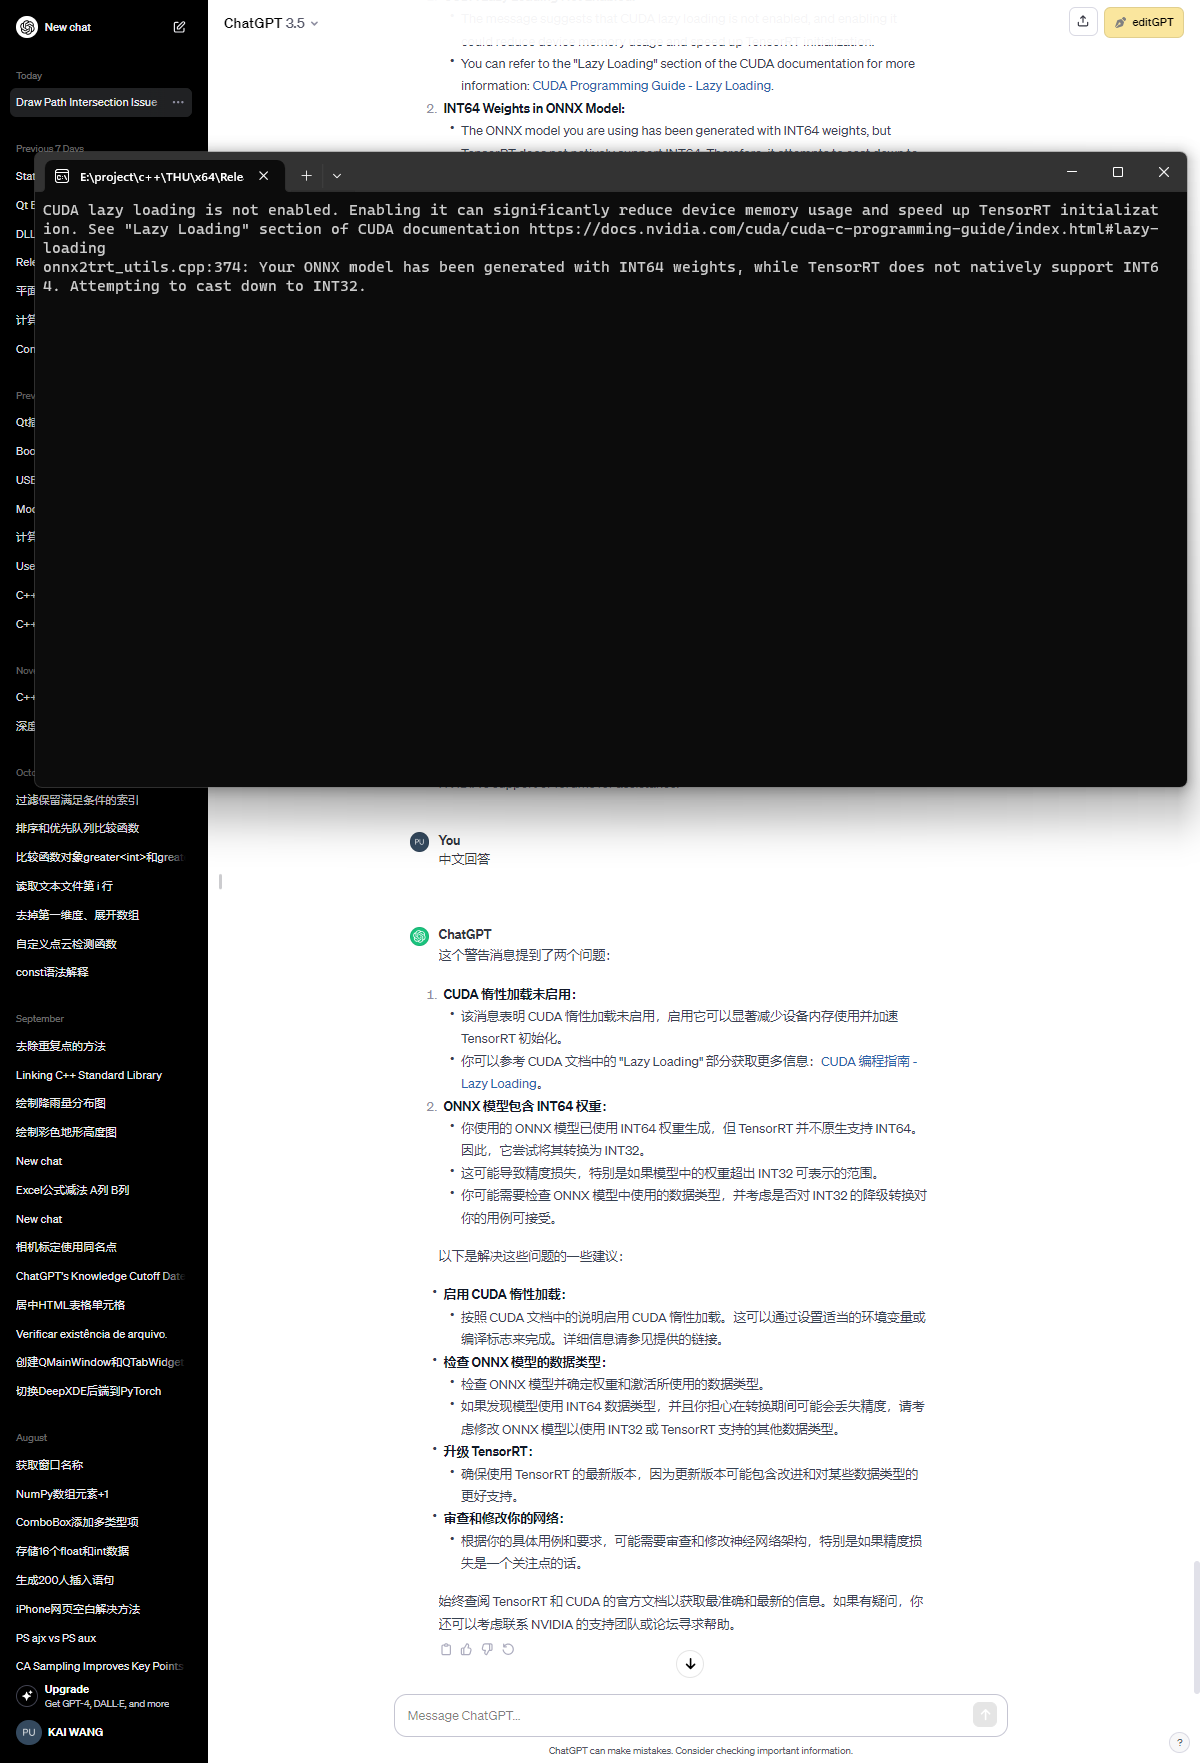 New chat
Today
Draw Path Intersection Issue
Previous 7 Days
Stat
Qt E
DLL
Rele
平面
计算
Con
Prev
Qt插
Boo
USE
Mod
计算
Use
C++
C++
Nove
C++
深度
Octo
过滤保留满足条件的索引
排序和优先队列比较函数
比较函数对象greater<int>和great
读取文本文件第 i 行
去掉第一维度、展开数组
自定义点云检测函数
const语法解释
September
去除重复点的方法
Linking C++ Standard Library
绘制降雨量分布图
绘制彩色地形高度图
New chat
Excel公式减法 A列 B列
New chat
相机标定使用同名点
ChatGPT's Knowledge Cutoff Date
居中HTML表格单元格
Verificar existência de arquivo.
创建QMainWindow和QTabWidget
切换DeepXDE后端到PyTorch
August
获取窗口名称
NumPy数组元素+1
ComboBox添加多类型项
存储16个float和int数据
生成200人插入语句
iPhone网页空白解决方法
PS ajx vs PS aux
CA Sampling Improves Key Points
Upgrade
Get GPT-4, DALL·E, and more
PU KAI WANG
ChatGPT 3.5
editGPT
The message suggests that CUDA lazy loading is not enabled, and enabling it
could reduce device memory usage and speed up TensorRT initialization.
You can refer to the "Lazy Loading" section of the CUDA documentation for more
information: CUDA Programming Guide - Lazy Loading.
2. INT64 Weights in ONNX Model:
The ONNX model you are using has been generated with INT64 weights, but
TensorRT does not natively support INT64. Therefore, it attempts to cast down to
E:\project\c++\THU\x64\Rele
CUDA lazy loading is not enabled. Enabling it can significantly reduce device memory usage and speed up TensorRT initializat
ion. See "Lazy Loading" section of CUDA documentation https://docs.nvidia.com/cuda/cuda-c-programming-guide/index.html#lazy-
loading
onnx2trt_utils.cpp:374: Your ONNX model has been generated with INT64 weights, while TensorRT does not natively support INT6
4. Attempting to cast down to INT32.
PU You
中文回答
ChatGPT
这个警告消息提到了两个问题：
1. CUDA 惰性加载未启用：
该消息表明 CUDA 惰性加载未启用，启用它可以显著减少设备内存使用并加速
TensorRT 初始化。
你可以参考 CUDA 文档中的 "Lazy Loading" 部分获取更多信息：CUDA 编程指南 -
Lazy Loading。
2. ONNX 模型包含 INT64 权重：
你使用的 ONNX 模型已使用 INT64 权重生成，但 TensorRT 并不原生支持 INT64。
因此，它尝试将其转换为 INT32。
这可能导致精度损失，特别是如果模型中的权重超出 INT32 可表示的范围。
你可能需要检查 ONNX 模型中使用的数据类型，并考虑是否对 INT32 的降级转换对
你的用例可接受。
以下是解决这些问题的一些建议：
启用 CUDA 惰性加载：
按照 CUDA 文档中的说明启用 CUDA 惰性加载。这可以通过设置适当的环境变量或
编译标志来完成。详细信息请参见提供的链接。
检查 ONNX 模型的数据类型：
检查 ONNX 模型并确定权重和激活所使用的数据类型。
如果发现模型使用 INT64 数据类型，并且你担心在转换期间可能会丢失精度，请考
虑修改 ONNX 模型以使用 INT32 或 TensorRT 支持的其他数据类型。
升级 TensorRT：
确保使用 TensorRT 的最新版本，因为更新版本可能包含改进和对某些数据类型的
更好支持。
审查和修改你的网络：
根据你的具体用例和要求，可能需要审查和修改神经网络架构，特别是如果精度损
失是一个关注点的话。
始终查阅 TensorRT 和 CUDA 的官方文档以获取最准确和最新的信息。如果有疑问，你
还可以考虑联系 NVIDIA 的支持团队或论坛寻求帮助。
Message ChatGPT...
ChatGPT can make mistakes. Consider checking important information.
?